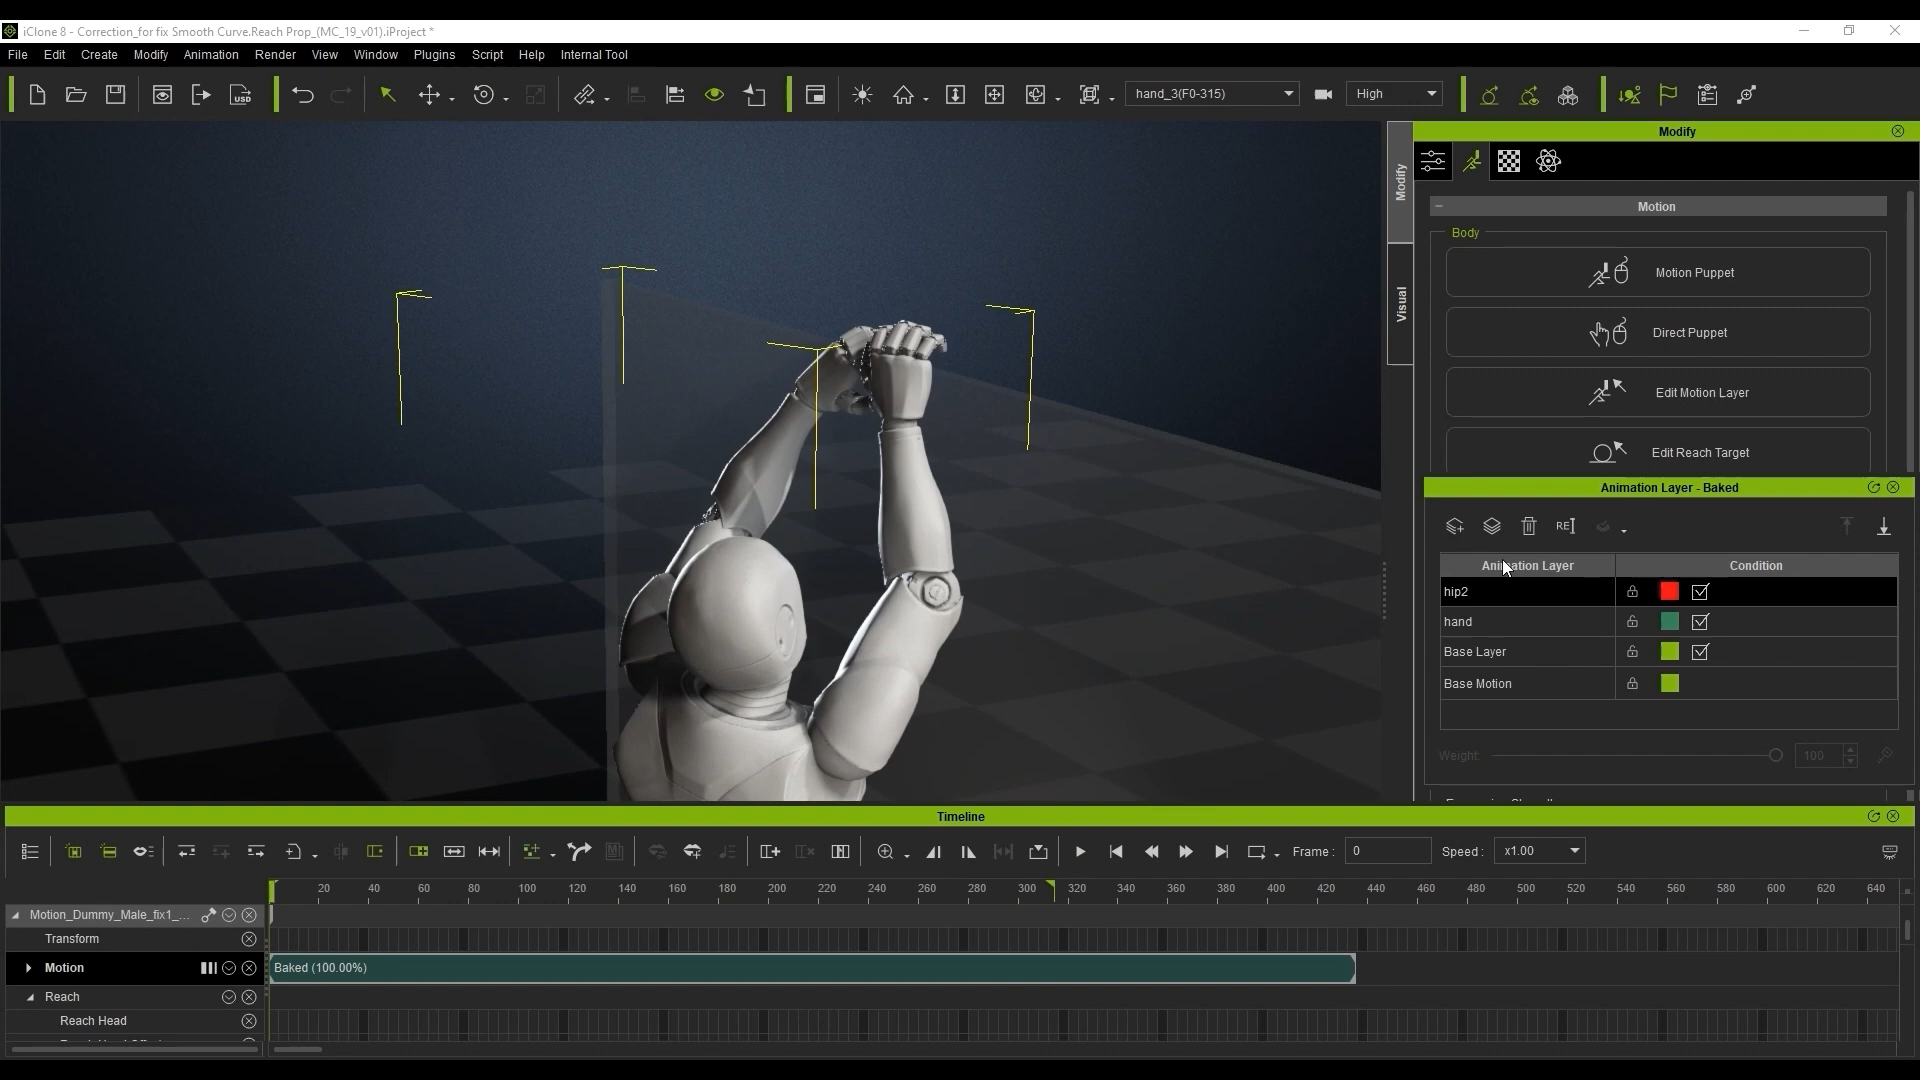 iClone 8 - Correction_for fix Smooth Curve.Reach Prop_(MC_19_v01).iProject *
File Edit Create Modify Animation Render View Window Plugins Script Help Internal Tool
USD
hand_3(F0-315)
High
Modify
Modify
Visual
Motion
Body
Motion Puppet
Direct Puppet
Edit Motion Layer
Edit Reach Target
Animation Layer - Baked
RE
Animation Layer Condition
hip2
hand
Base Layer
Base Motion
Weight: 100
Timeline
Frame : 0 Speed : x1.00
20 40 60 80 100 120 140 160 180 200 220 240 260 280 300 320 340 360 380 400 420 440 460 480 500 520 540 560 580 600 620 640
Motion_Dummy_Male_fix1_...
Transform
Motion
Baked (100.00%)
Reach
Reach Head